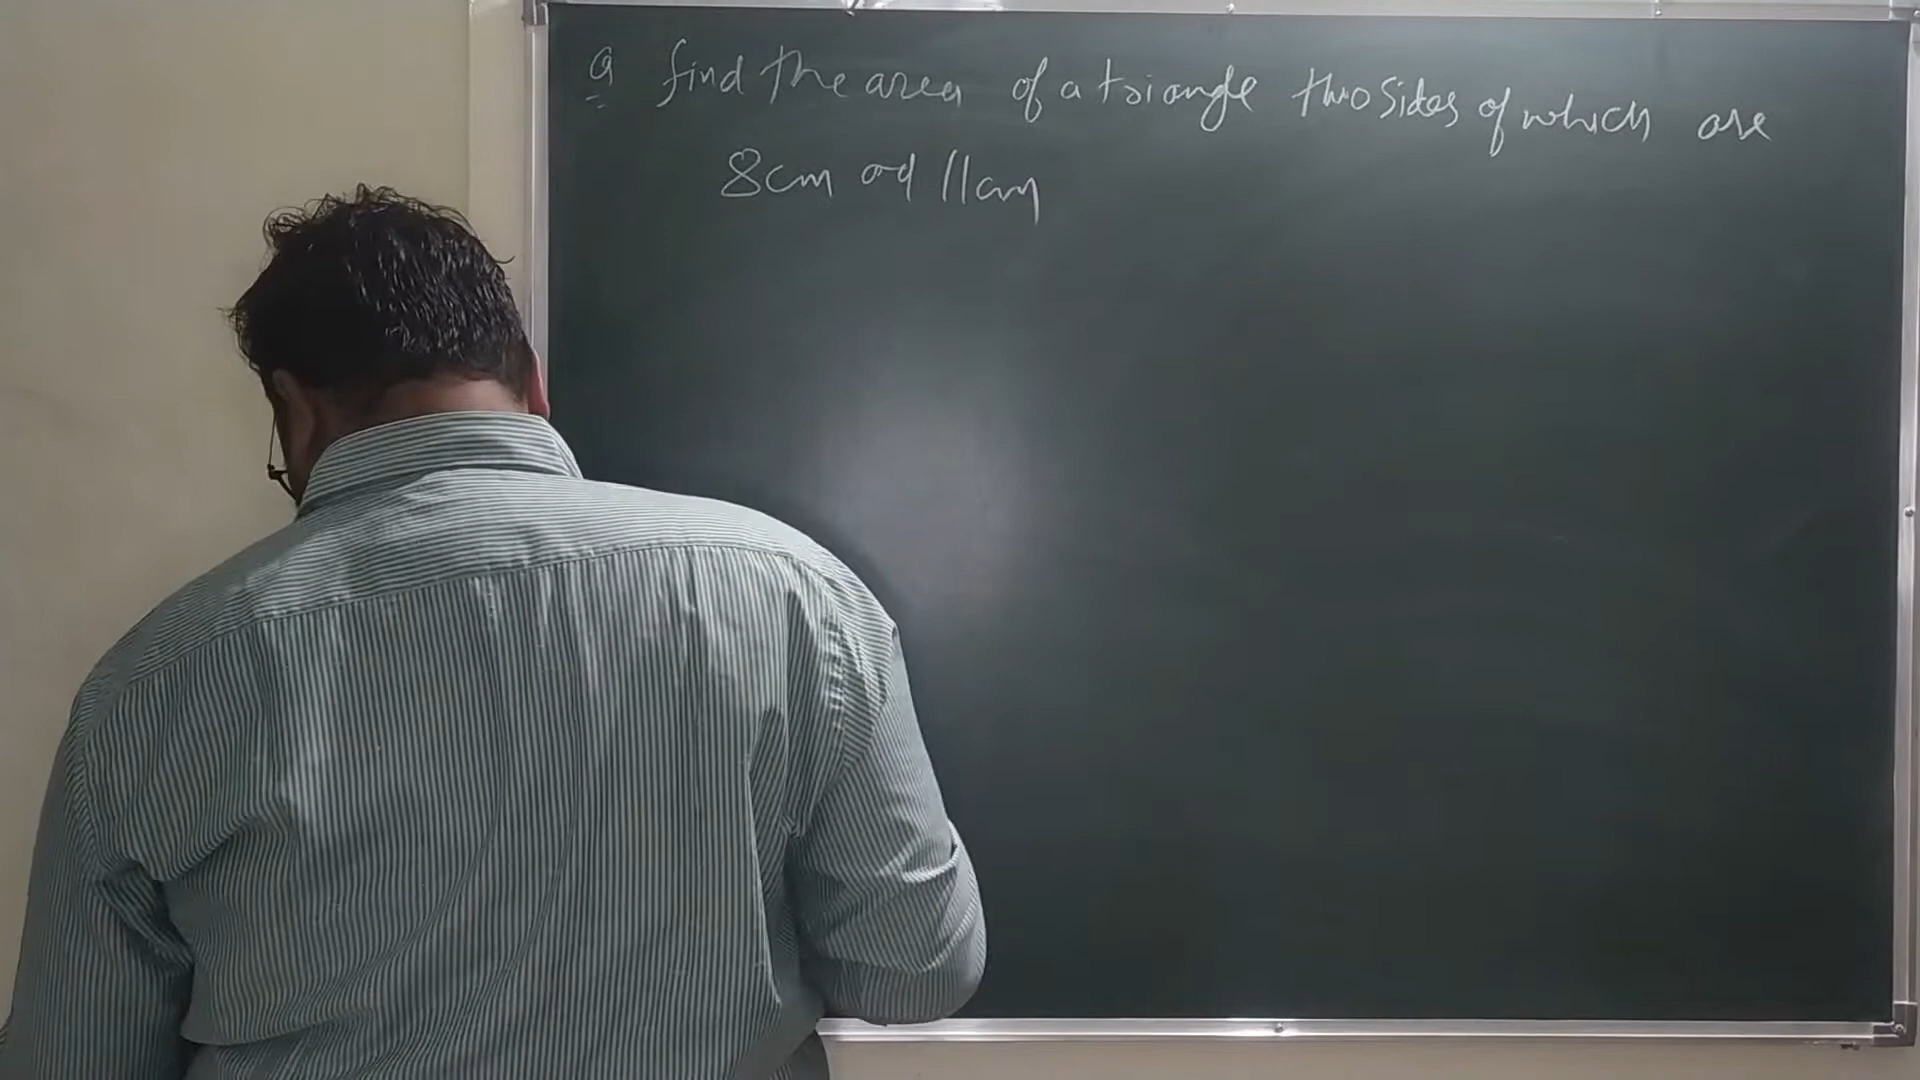 Q find the area of a triangle two sides of which are
8cm and 11cm